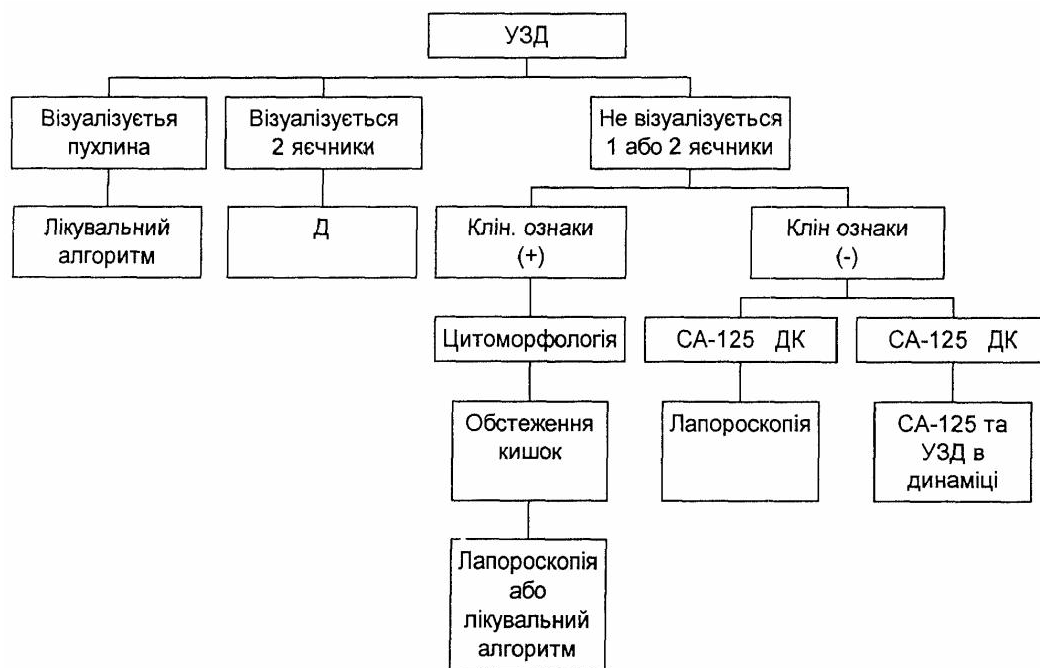 УЗД
Візуалізуетья
пухлина
Візуалізується
2 яєчники
Не візуалізується
1 або 2 яєчники
Лікувальний
алгоритм
Д
Клін. ознаки
(+)
Клін ознаки
(-)
Цитоморфологія
СА-125 ДК
СА-125 ДК
Обстеження
кишок
Лапороскопія
СА-125 та
УЗД в
динаміці
Лапороскопія
або
лікувальний
алгоритм